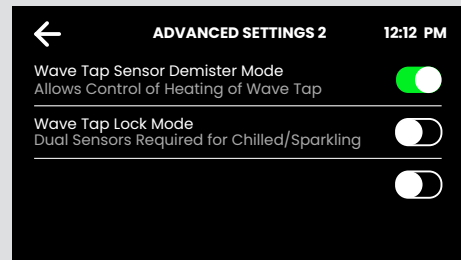 ADVANCED SETTINGS 2 12:12 PM
Wave Tap Sensor Demister Mode
Allows Control of Heating of Wave Tap
Wave Tap Lock Mode
Dual Sensors Required for Chilled/Sparkling